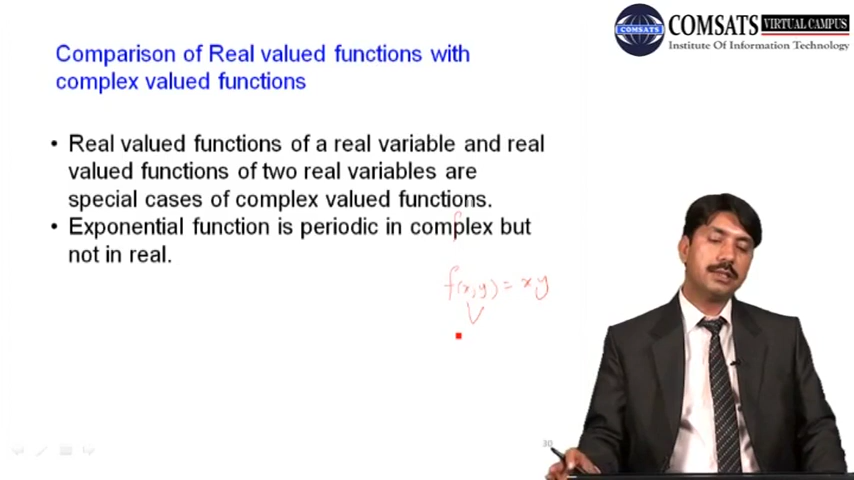 COMSATS VIRTUAL CAMPUS
COMSATS
Institute Of Information Technology
Comparison of Real valued functions with
complex valued functions
• Real valued functions of a real variable and real
valued functions of two real variables are
special cases of complex valued functions.
• Exponential function is periodic in complex but
not in real.
f
f(x,y) = xy
30